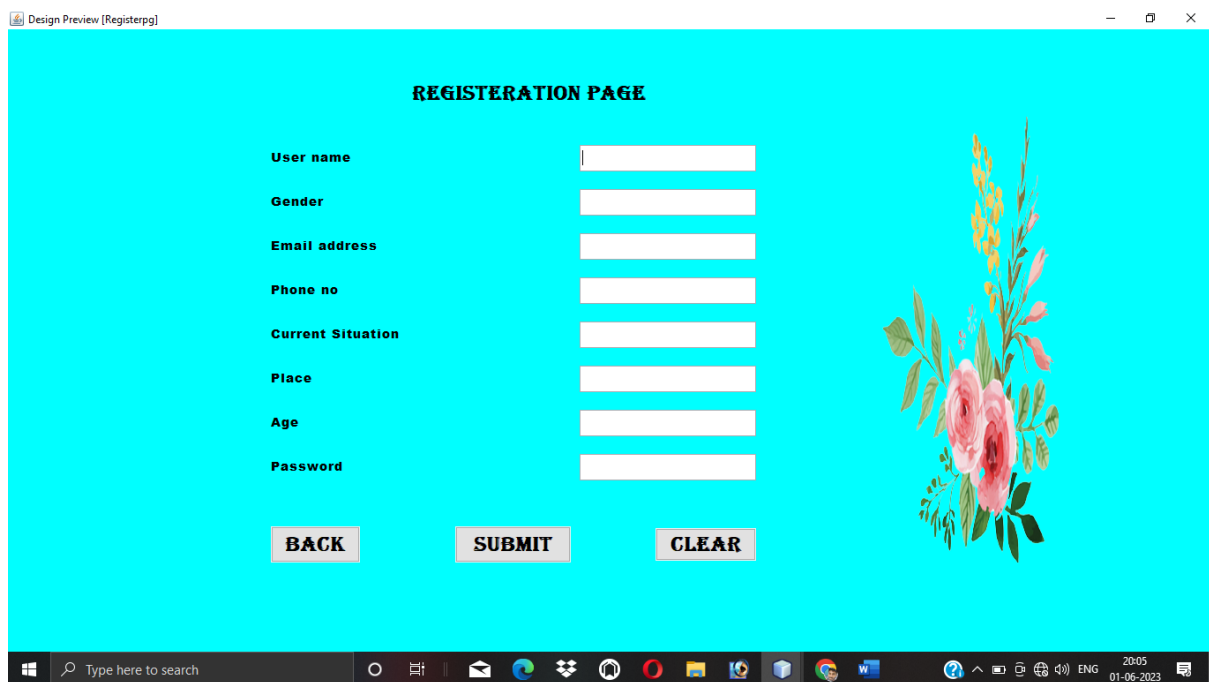 Design Preview [Registerpg]
REGISTERATION PAGE
User name
Gender
Email address
Phone no
Current Situation
Place
Age
Password
BACK SUBMIT CLEAR
Type here to search
ENG
20:05
01-06-2023